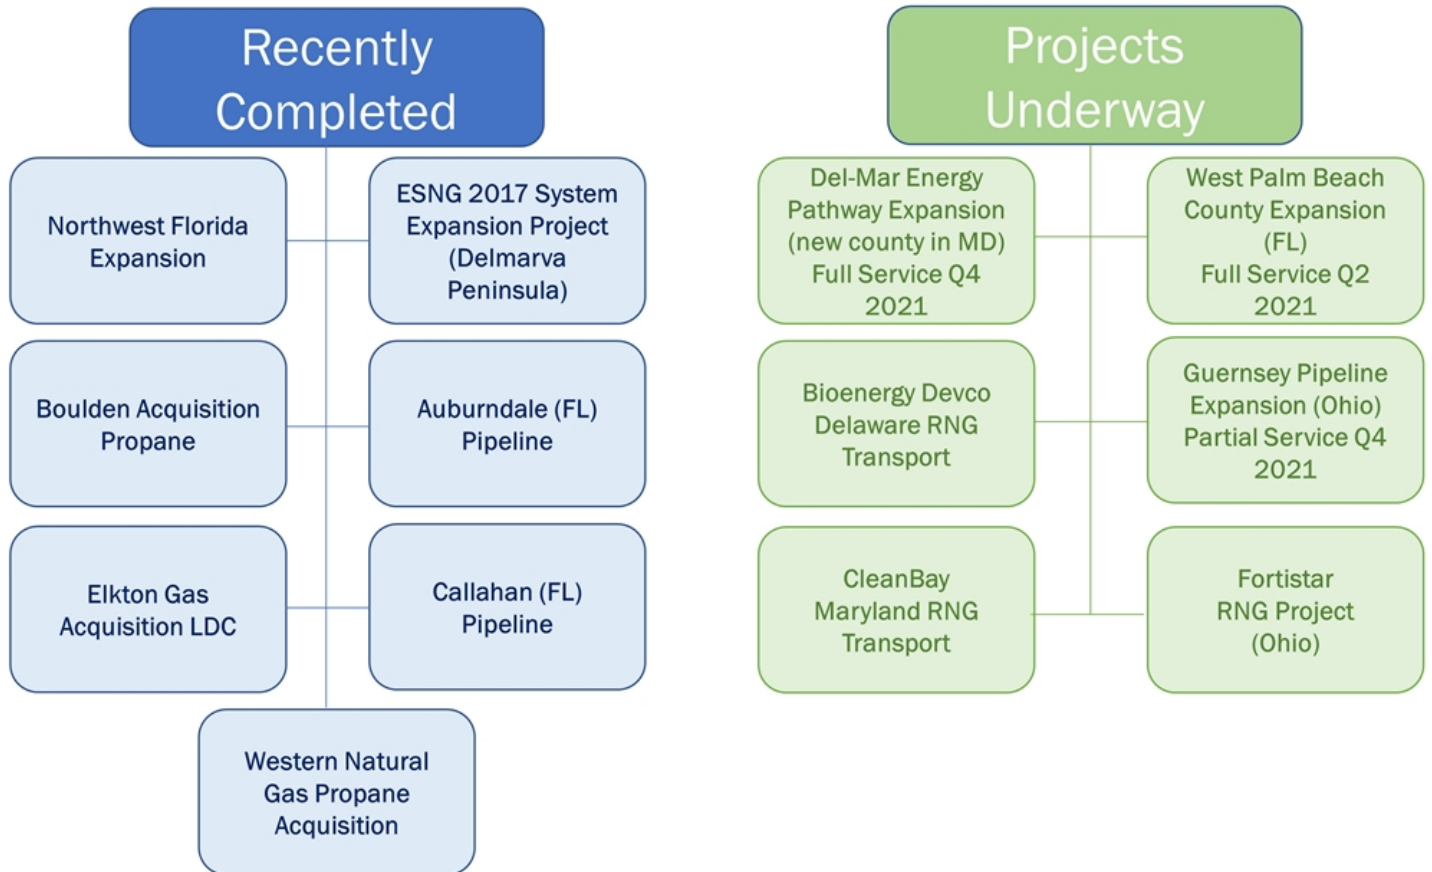 Recently
Completed
Northwest Florida
Expansion
ESNG 2017 System
Expansion Project
(Delmarva
Peninsula)
Boulden Acquisition
Propane
Auburndale (FL)
Pipeline
Elkton Gas
Acquisition LDC
Callahan (FL)
Pipeline
Western Natural
Gas Propane
Acquisition
Projects
Underway
Del-Mar Energy
Pathway Expansion
(new county in MD)
Full Service Q4
2021
West Palm Beach
County Expansion
(FL)
Full Service Q2
2021
Bioenergy Devco
Delaware RNG
Transport
Guernsey Pipeline
Expansion (Ohio)
Partial Service Q4
2021
CleanBay
Maryland RNG
Transport
Fortistar
RNG Project
(Ohio)